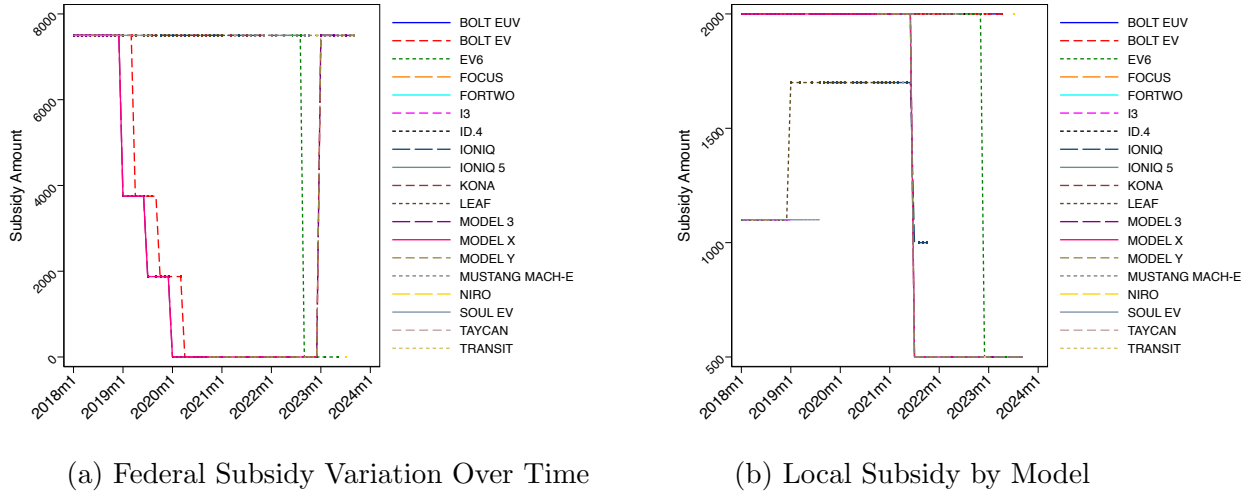 Subsidy Amount
8000
6000
4000
2000
0
2018m1
2019m1
2020m1
2021m1
2022m1
2023m1
2024m1
BOLT EUV
BOLT EV
EV6
FOCUS
FORTWO
I3
ID.4
IONIQ
IONIQ 5
KONA
LEAF
MODEL 3
MODEL X
MODEL Y
MUSTANG MACH-E
NIRO
SOUL EV
TAYCAN
TRANSIT
(a) Federal Subsidy Variation Over Time
Subsidy Amount
2000
1500
1000
500
2018m1
2019m1
2020m1
2021m1
2022m1
2023m1
2024m1
BOLT EUV
BOLT EV
EV6
FOCUS
FORTWO
I3
ID.4
IONIQ
IONIQ 5
KONA
LEAF
MODEL 3
MODEL X
MODEL Y
MUSTANG MACH-E
NIRO
SOUL EV
TAYCAN
TRANSIT
(b) Local Subsidy by Model